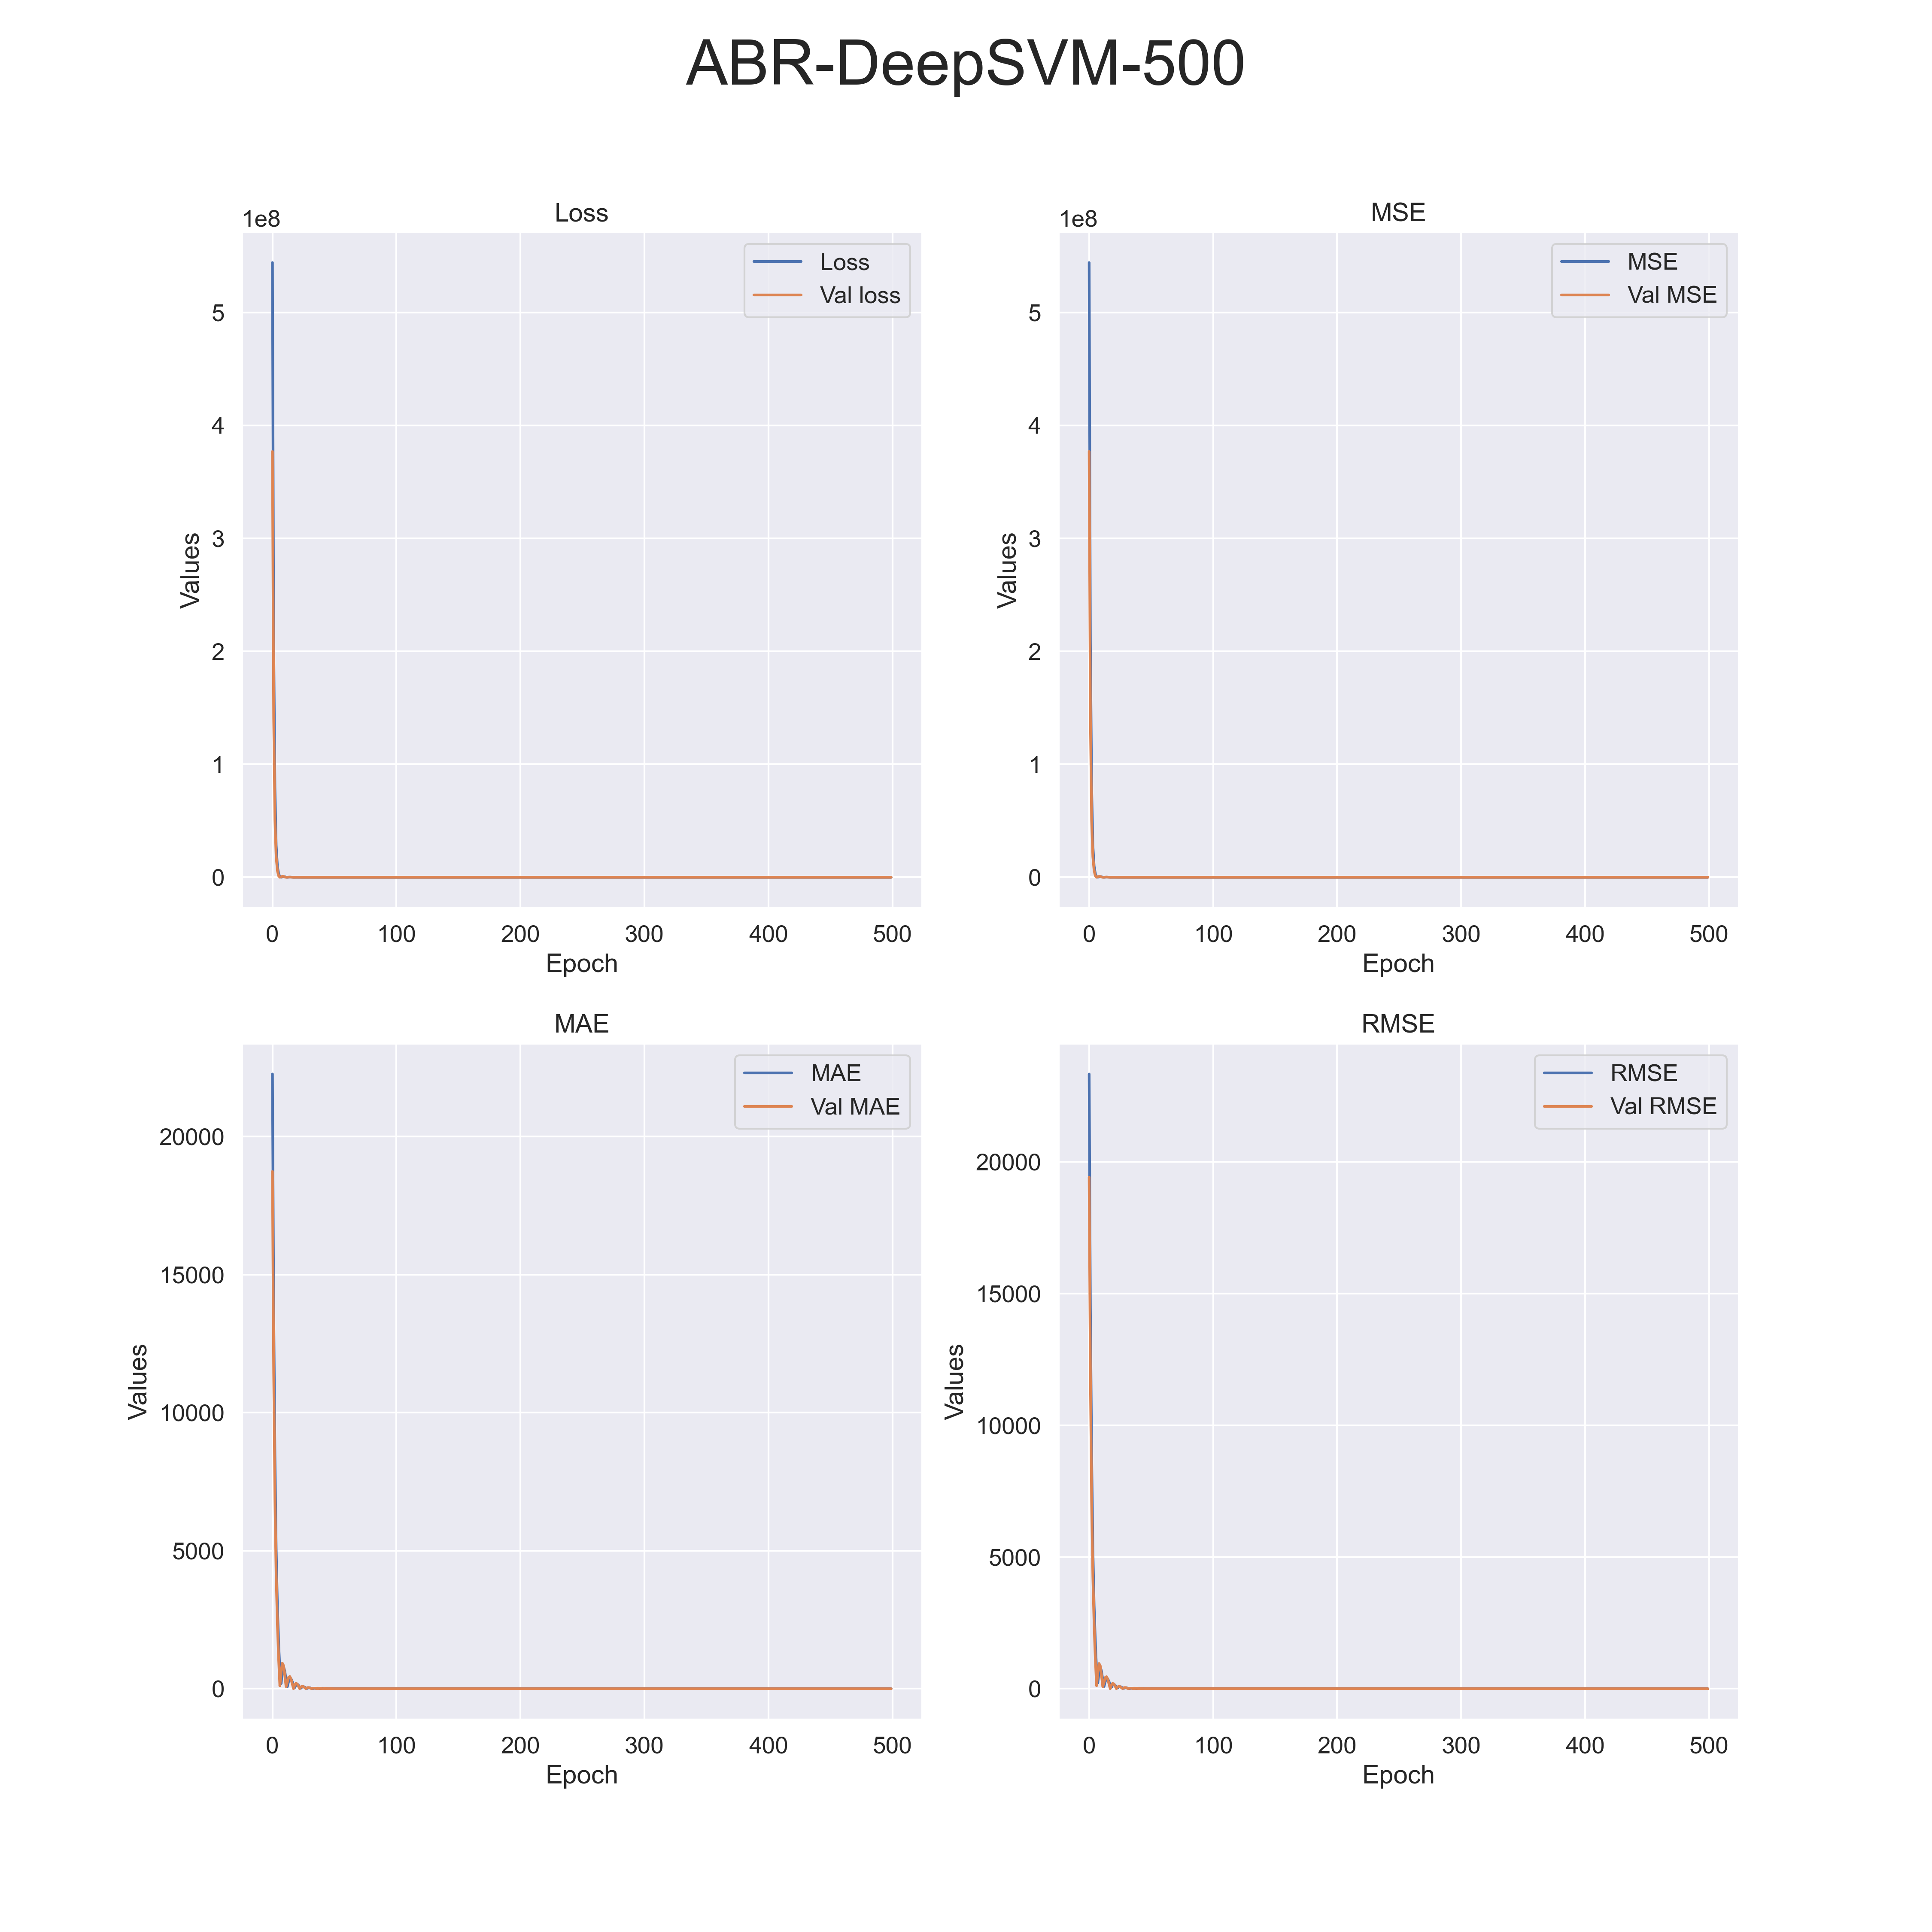 ABR-DeepSVM-500
Loss
1e8
Loss
Val loss
5
4
3
2
1
0
Values
0 100 200 300 400 500
Epoch
MSE
1e8
MSE
Val MSE
5
4
3
2
1
0
Values
0 100 200 300 400 500
Epoch
MAE
MAE
Val MAE
20000
15000
10000
5000
0
Values
0 100 200 300 400 500
Epoch
RMSE
RMSE
Val RMSE
20000
15000
10000
5000
0
Values
0 100 200 300 400 500
Epoch